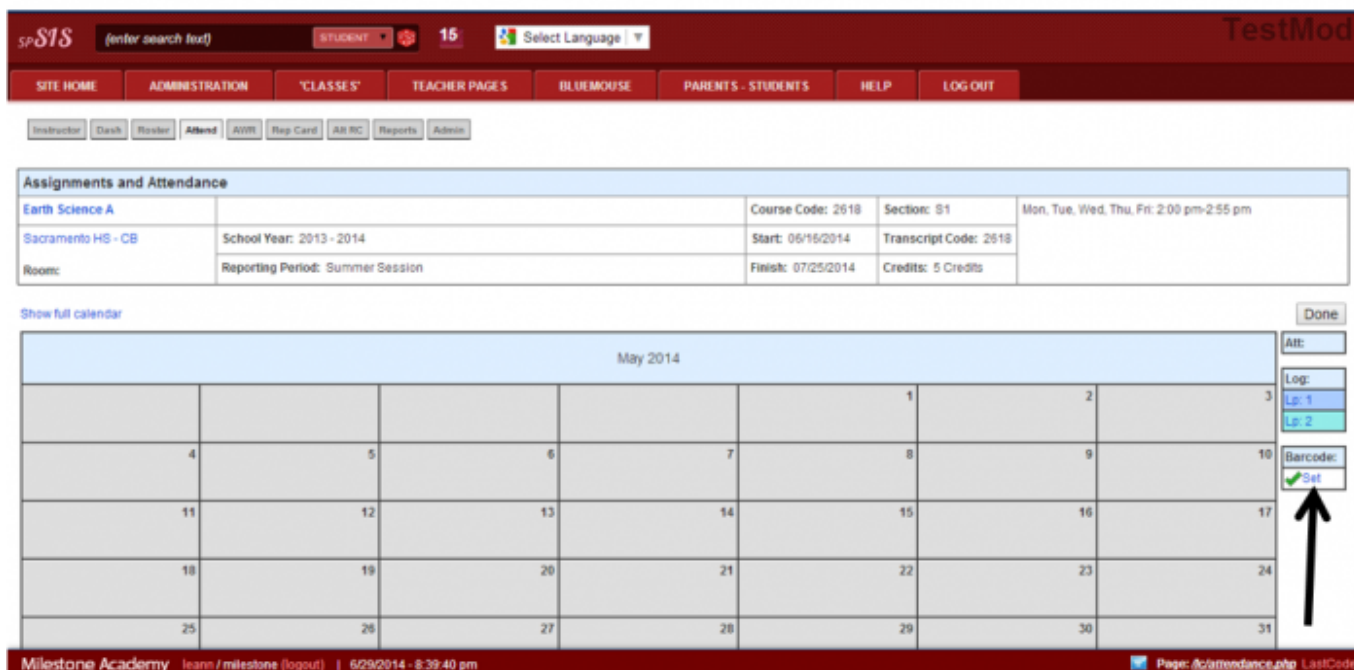 SPSIS (enter search text) STUDENT 15 Select Language TestMod
SITE HOME ADMINISTRATION 'CLASSES' TEACHER PAGES BLUEMOUSE PARENTS - STUDENTS HELP LOG OUT
Instructor Dash Roster Attend AWR Rep Card Alt RC Reports Admin
Assignments and Attendance
Earth Science A Course Code: 2618 Section: S1 Mon, Tue, Wed, Thu, Fri: 2:00 pm-2:55 pm
Sacramento HS - CB School Year: 2013 - 2014 Start: 06/16/2014 Transcript Code: 2618
Room: Reporting Period: Summer Session Finish: 07/25/2014 Credits: 5 Credits
Show full calendar Done
May 2014 Att:
Log:
1 2 3 Lp: 1
Lp: 2
4 5 6 7 8 9 10 Barcode:
Set
11 12 13 14 15 16 17
18 19 20 21 22 23 24
25 26 27 28 29 30 31
Milestone Academy leann / milestone (logout) | 6/29/2014 - 8:39:40 pm Page: /lc/attendance.php LastCode